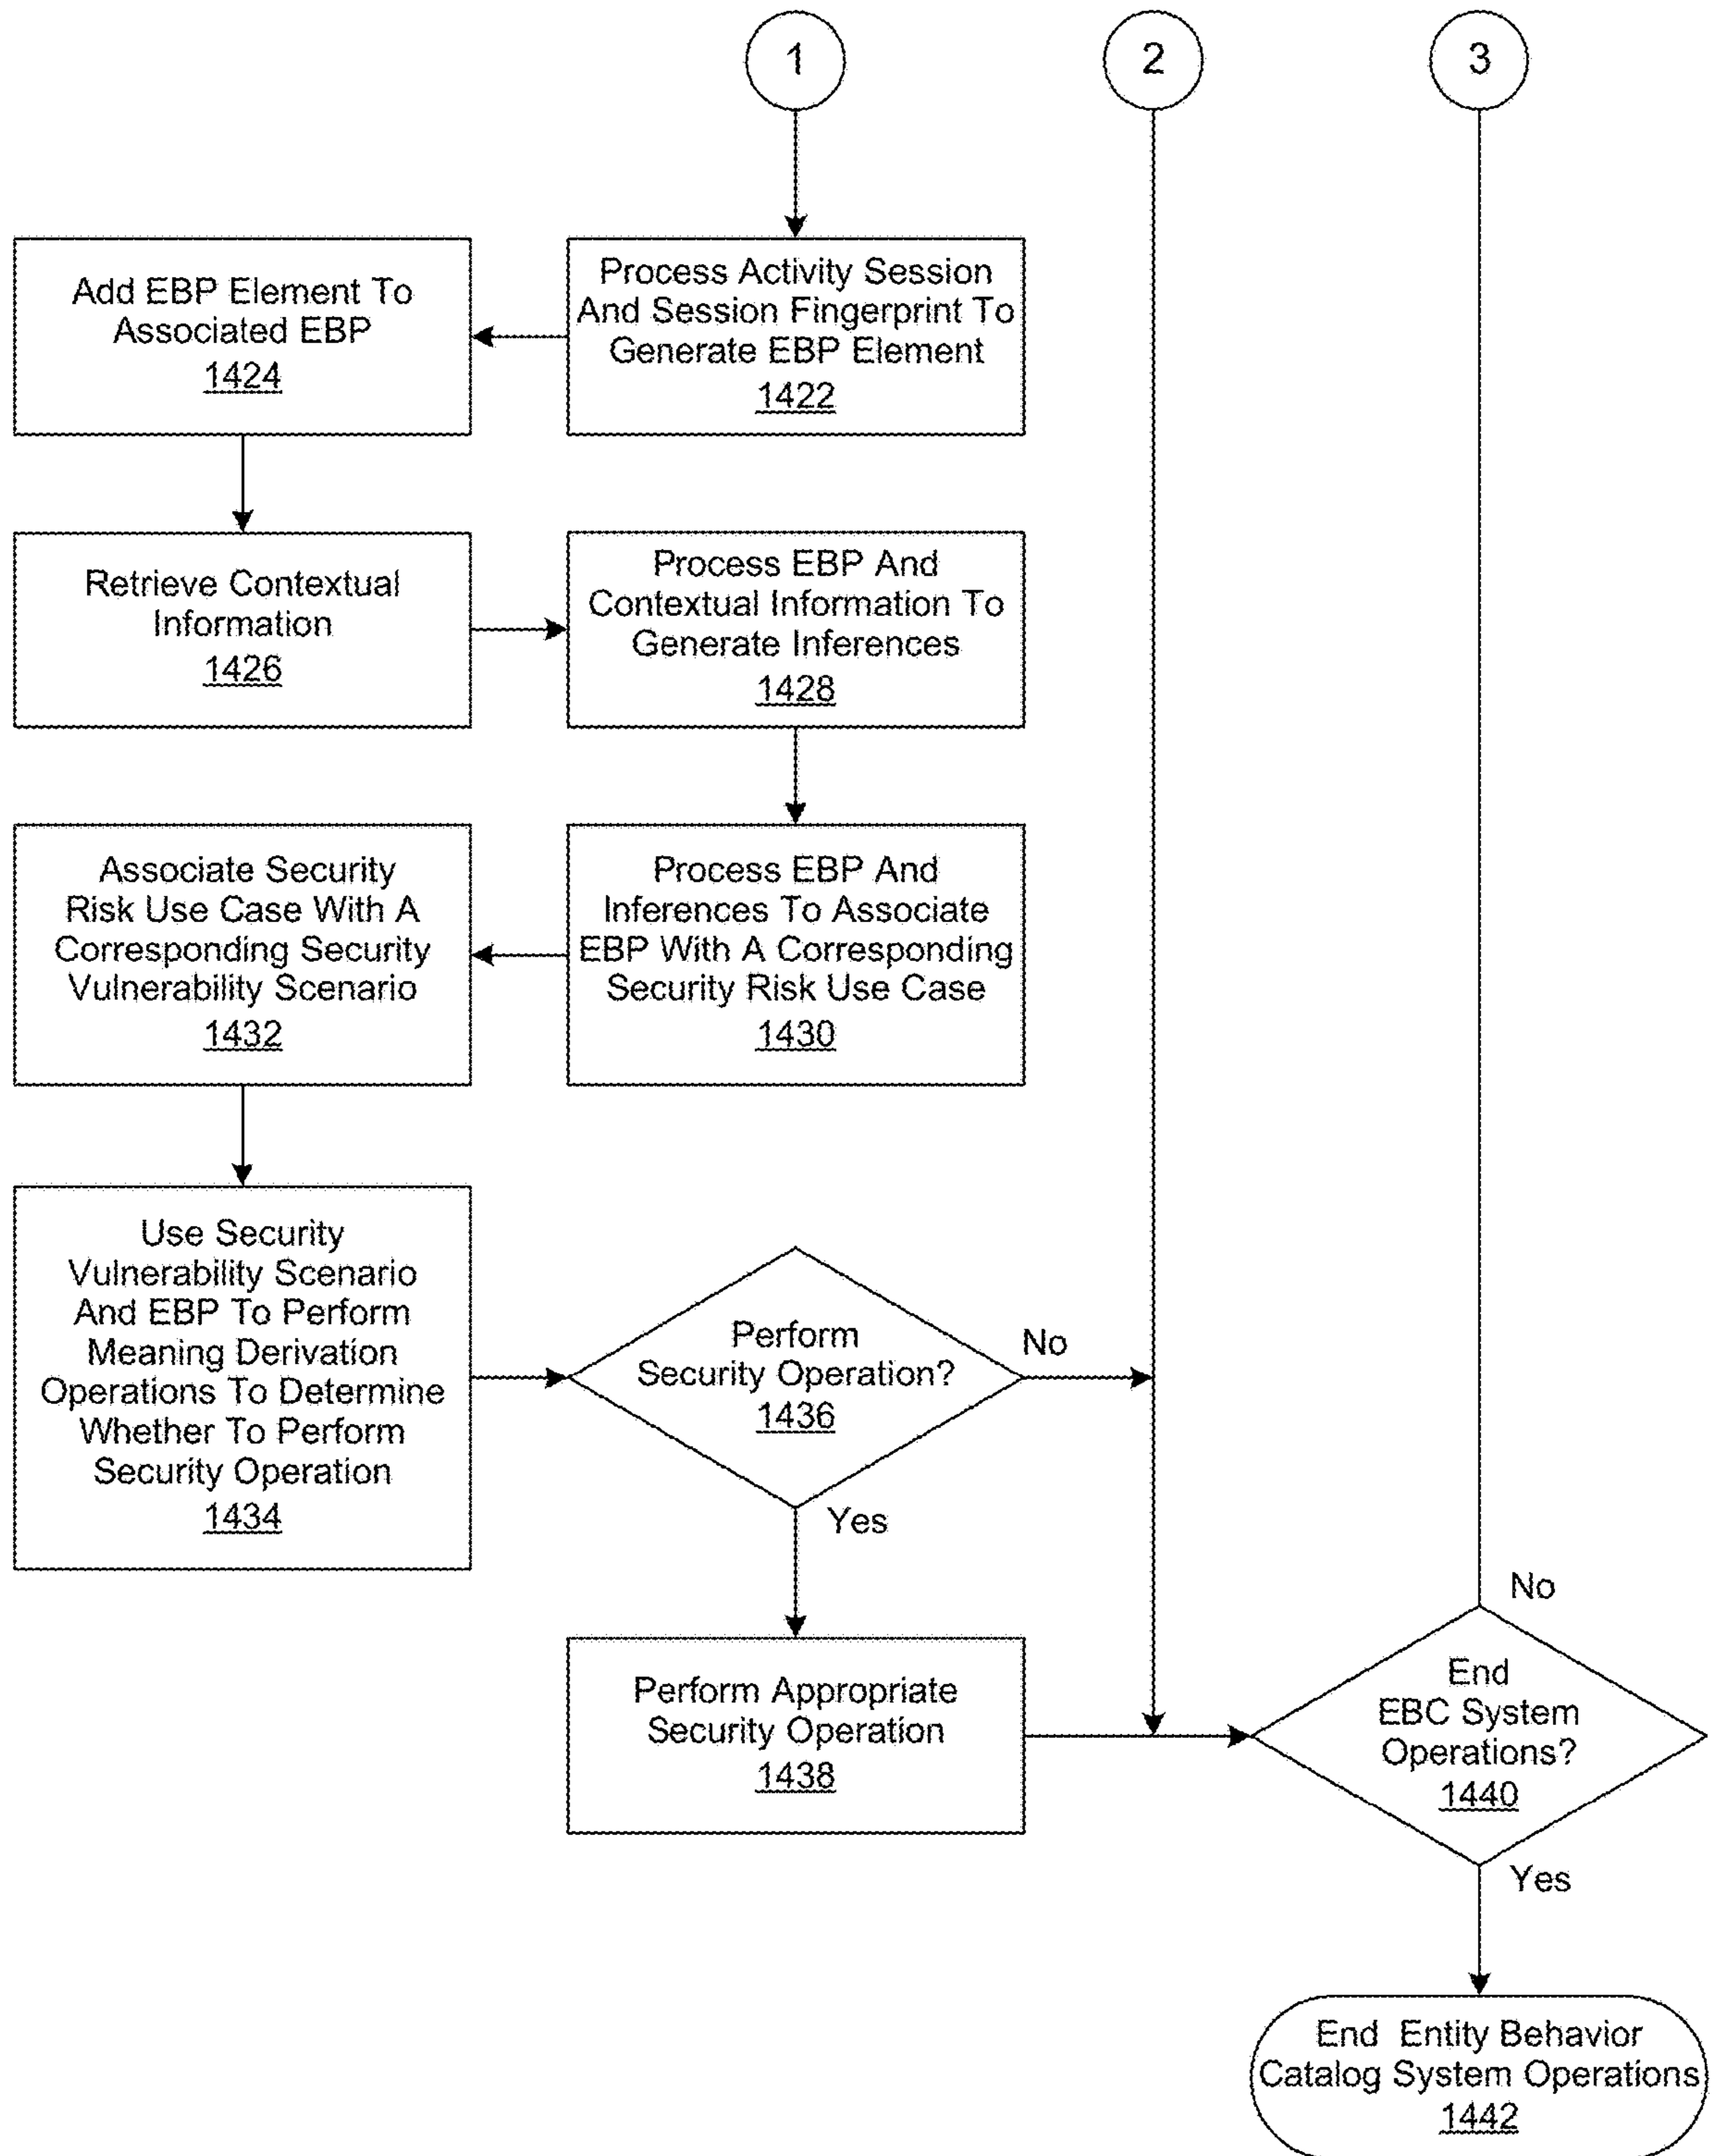 1
2
3
Process Activity Session
And Session Fingerprint To
Generate EBP Element
1422
Add EBP Element To
Associated EBP
1424
Retrieve Contextual
Information
1426
Process EBP And
Contextual Information To
Generate Inferences
1428
Process EBP And
Inferences To Associate
EBP With A Corresponding
Security Risk Use Case
1430
Associate Security
Risk Use Case With A
Corresponding Security
Vulnerability Scenario
1432
Use Security
Vulnerability Scenario
And EBP To Perform
Meaning Derivation
Operations To Determine
Whether To Perform
Security Operation
1434
Perform
Security Operation?
1436
No
Yes
Perform Appropriate
Security Operation
1438
No
End
EBC System
Operations?
1440
Yes
End Entity Behavior
Catalog System Operations
1442